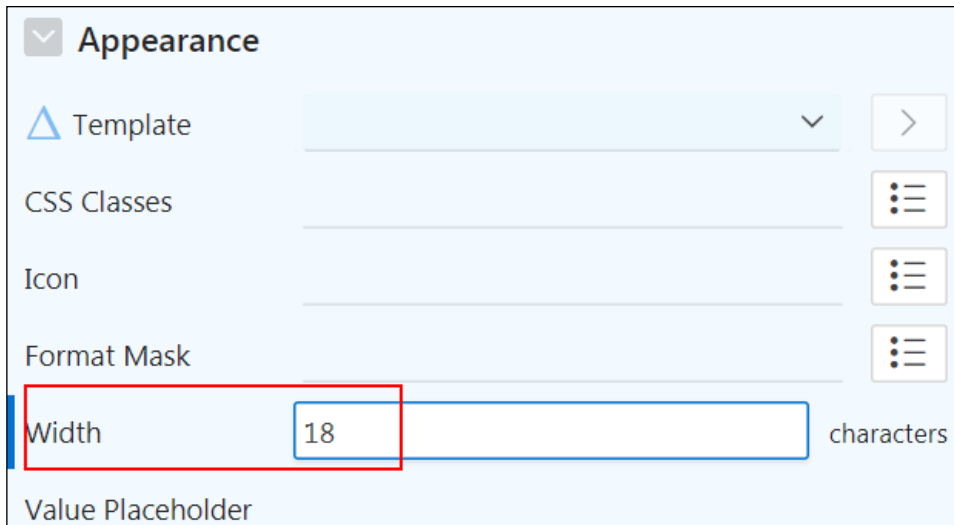 Appearance
Template
CSS Classes
Icon
Format Mask
Width 18 characters
Value Placeholder